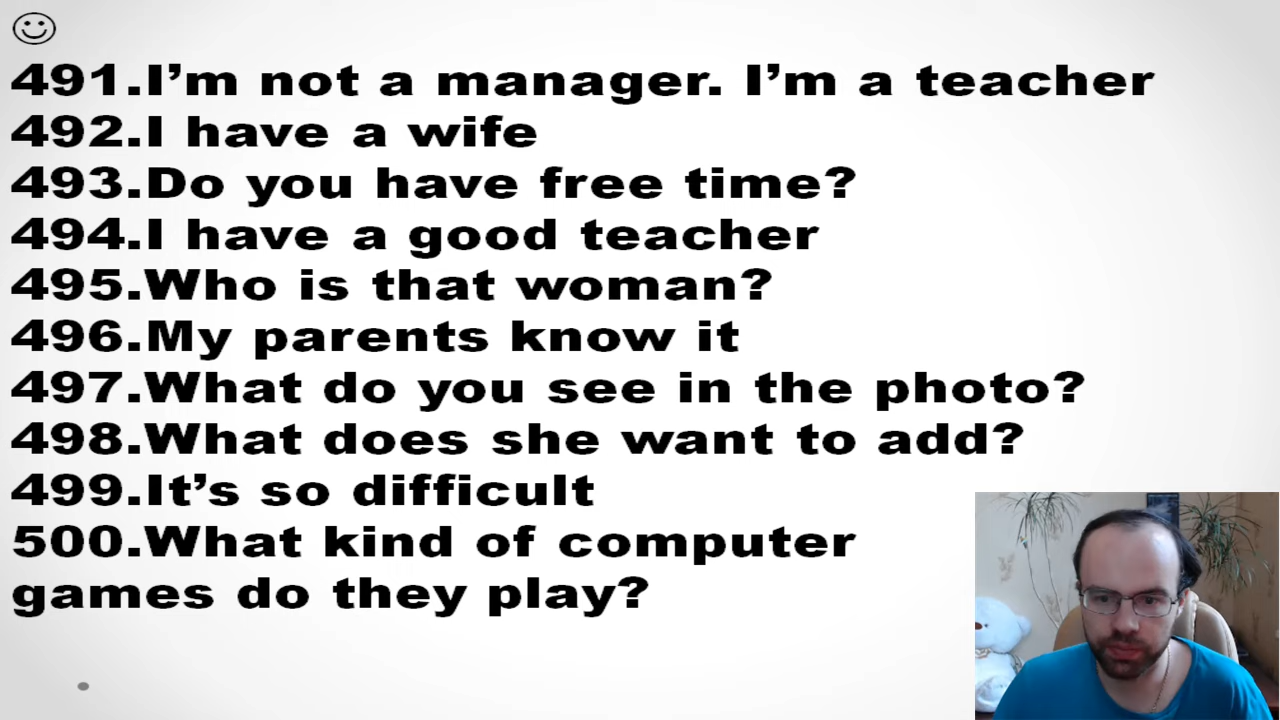 491.I’m not a manager. I’m a teacher
492.I have a wife
493.Do you have free time?
494.I have a good teacher
495.Who is that woman?
496.My parents know it
497.What do you see in the photo?
498.What does she want to add?
499.It’s so difficult
500.What kind of computer
games do they play?